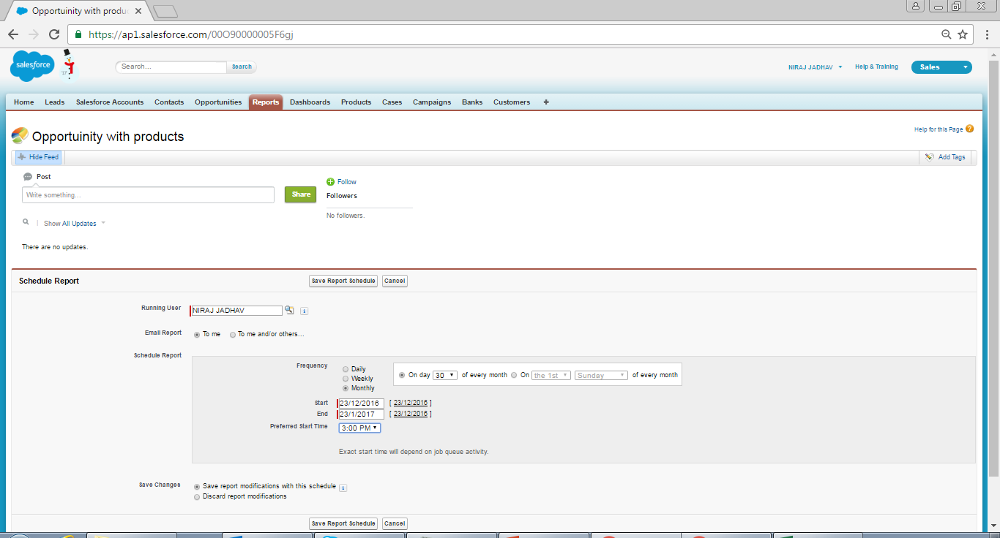 Opportuinity with produc
https://ap1.salesforce.com/00O90000005F6gj
salesforce
'17
Search...
Search
NIRAJ JADHAV
Help & Training
Sales
Home Leads Salesforce Accounts Contacts Opportunities Reports Dashboards Products Cases Campaigns Banks Customers +
Opportuinity with products
Help for this Page ?
Hide Feed
Add Tags
Post
Write something...
Share
Follow
Followers
No followers.
Show All Updates
There are no updates.
Schedule Report
Save Report Schedule Cancel
Running User NIRAJ JADHAV i
Email Report To me To me and/or others...
Schedule Report
Frequency Daily
Weekly
Monthly
On day 30 of every month On the 1st Sunday of every month
Start 23/12/2016 [ 23/12/2016 ]
End 23/1/2017 [ 23/12/2016 ]
Preferred Start Time 3:00 PM
Exact start time will depend on job queue activity.
Save Changes Save report modifications with this schedule i
Discard report modifications
Save Report Schedule Cancel